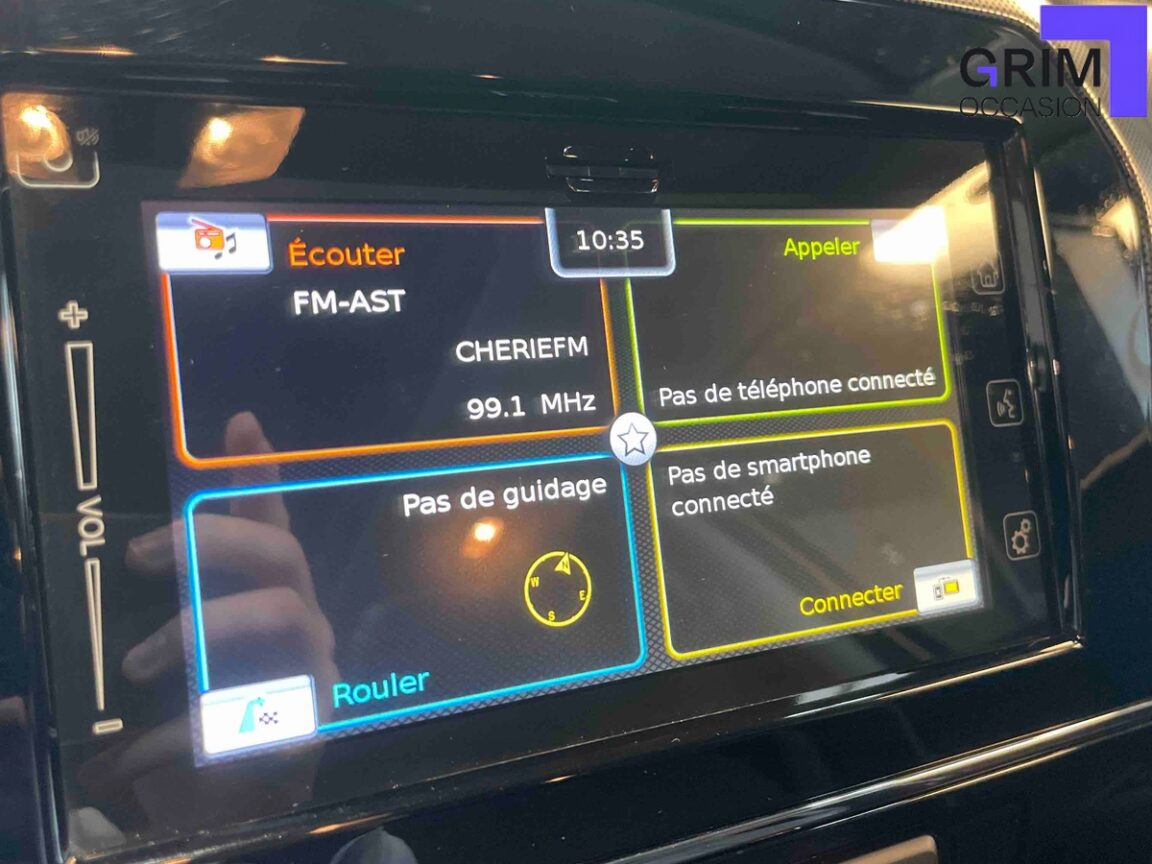 GRIM
OCCASION
10:35
Écouter
FM-AST
CHERIEFM
99.1 MHz
Appeler
Pas de téléphone connecté
Pas de guidage
N
W
E
S
Rouler
Pas de smartphone
connecté
Connecter
VOL